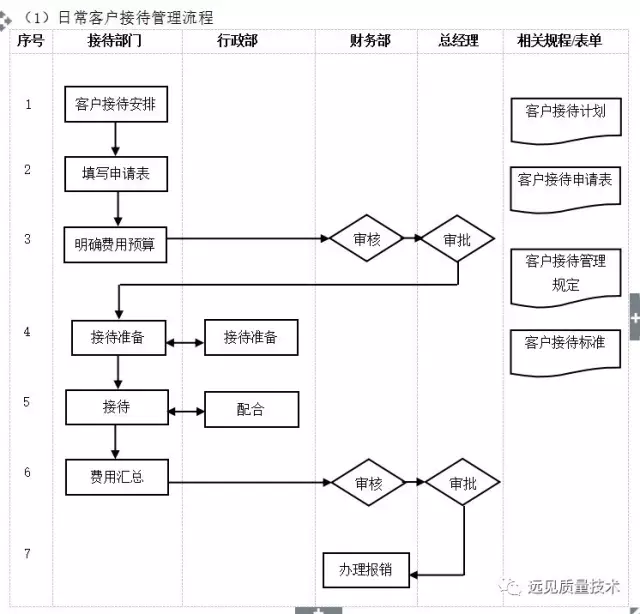 （1）日常客户接待管理流程
序号 接待部门 行政部 财务部 总经理 相关规程/表单
1 客户接待安排 客户接待计划
2 填写申请表 客户接待申请表
3 明确费用预算 审核 审批 客户接待管理
规定
4 接待准备 接待准备 客户接待标准
5 接待 配合
6 费用汇总 审核 审批
7 办理报销
远见质量技术